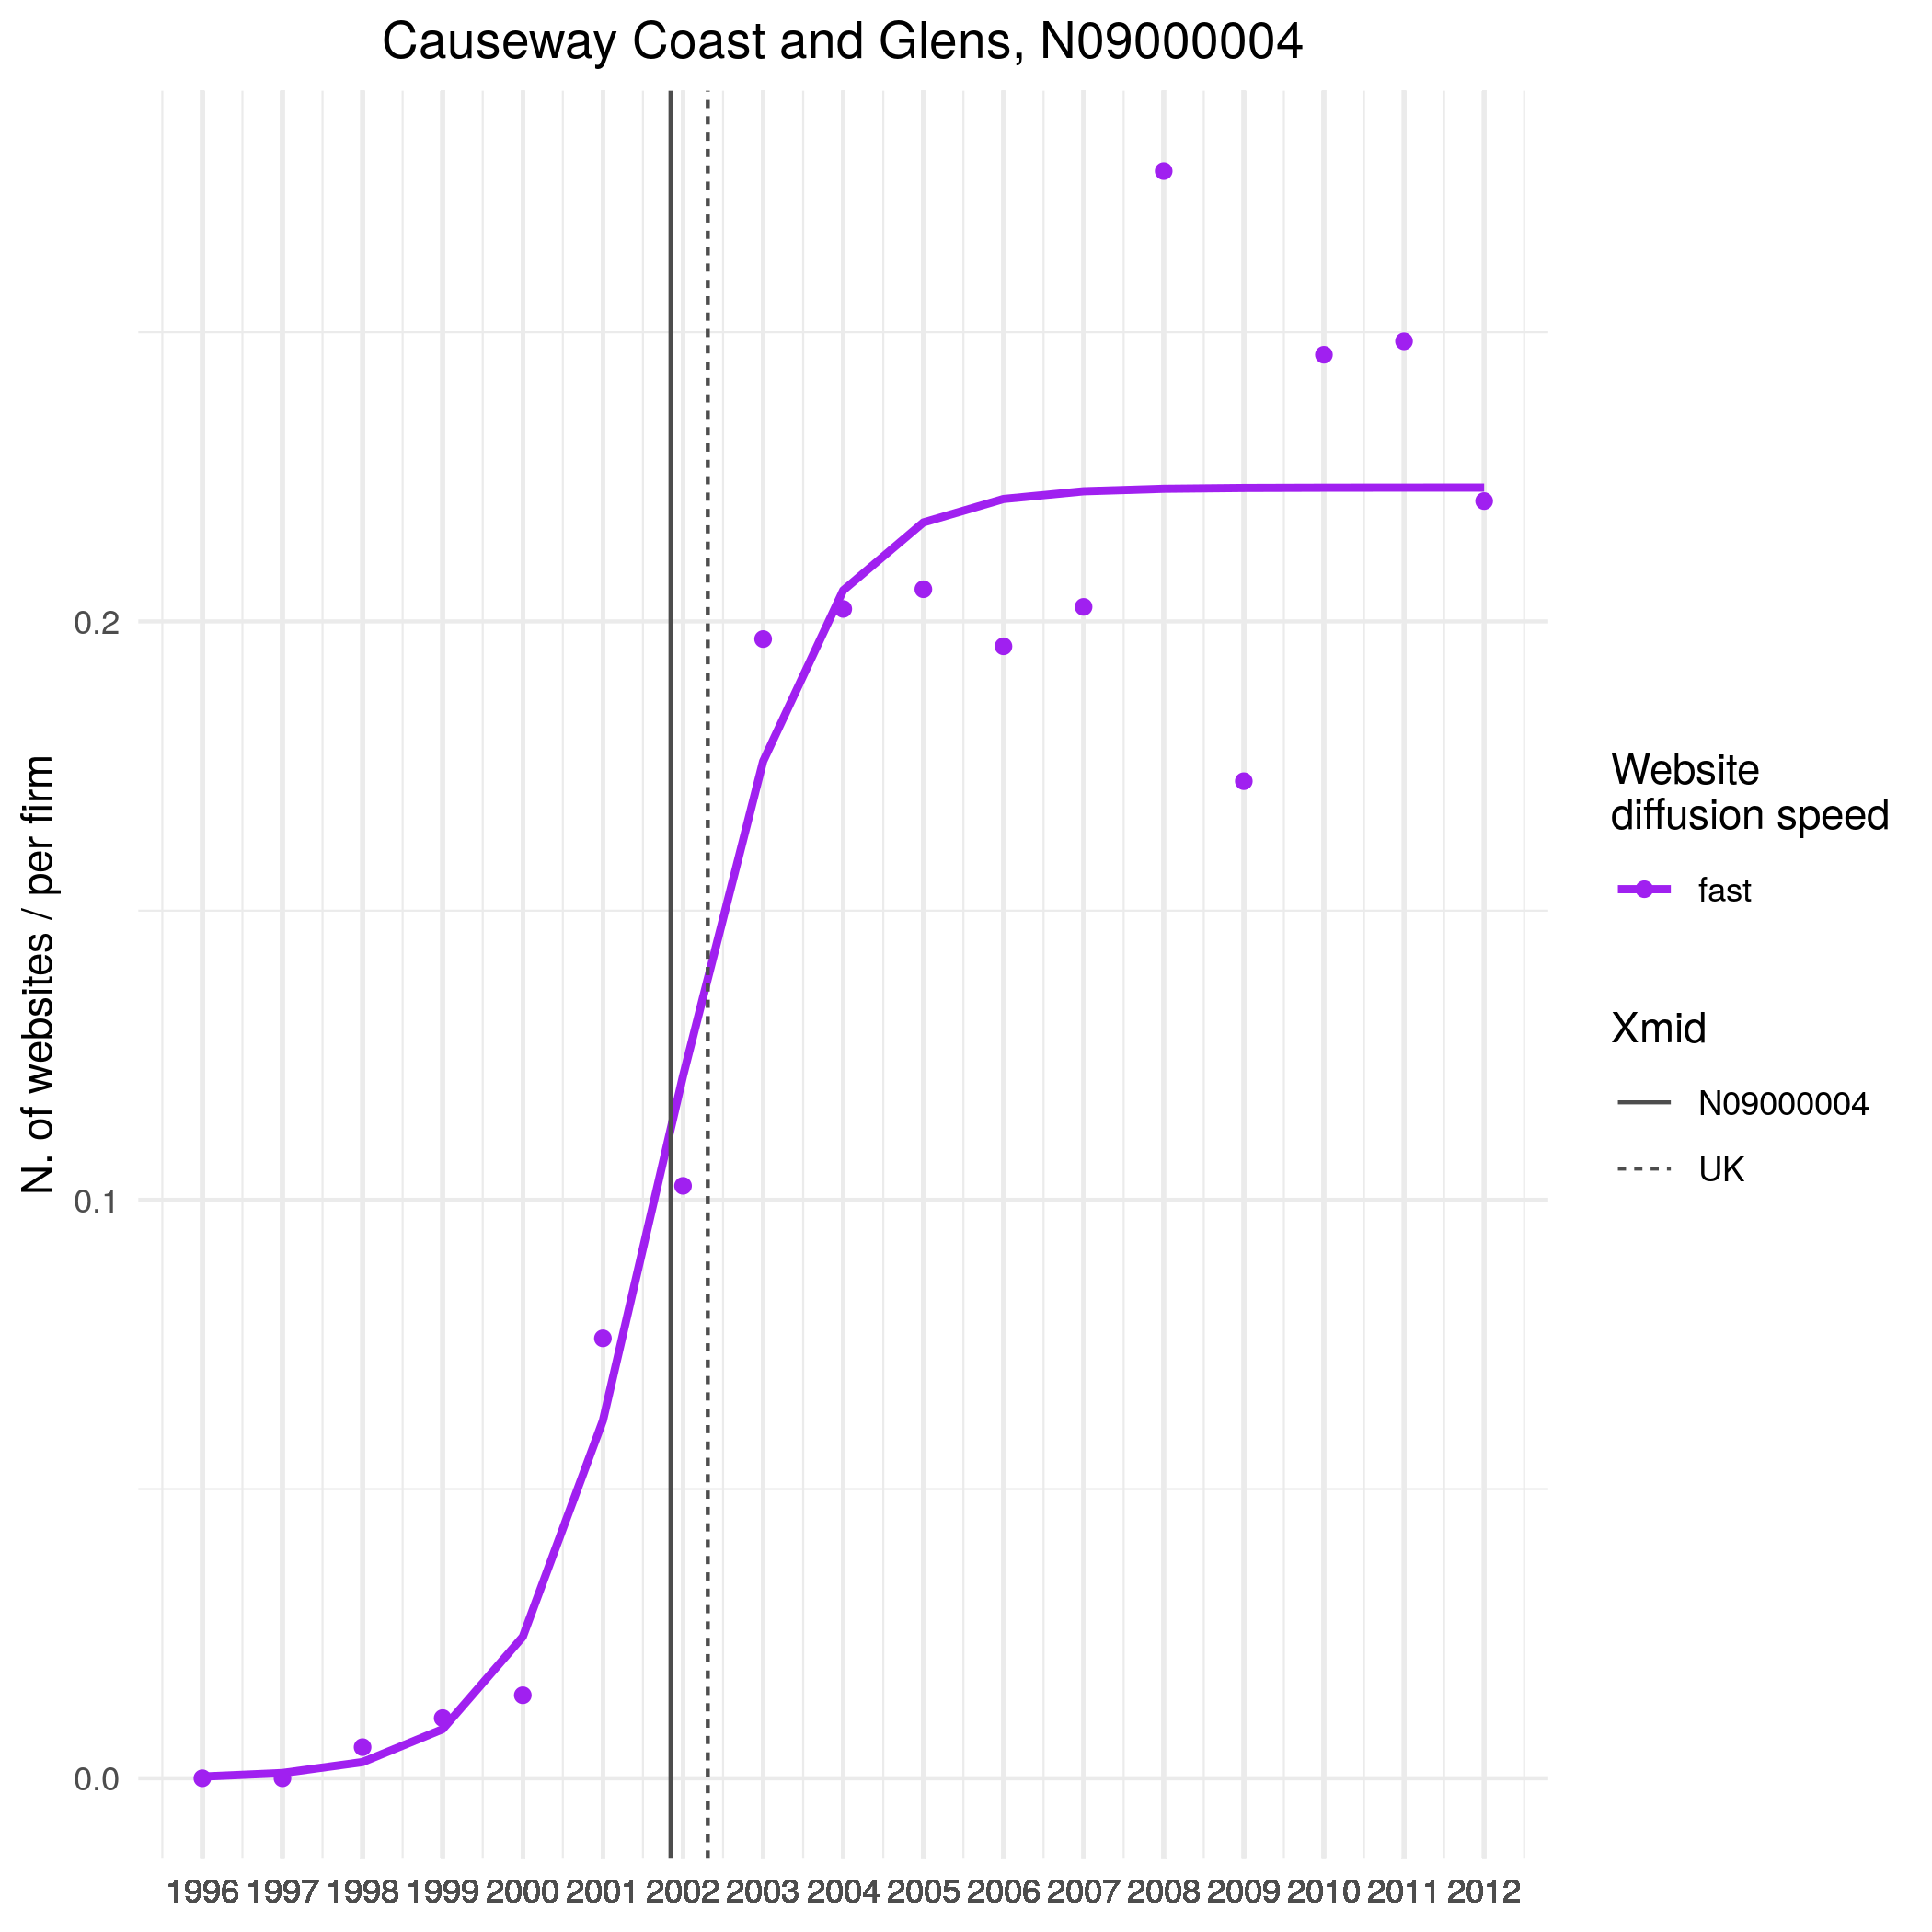 Causeway Coast and Glens, N09000004
N. of websites / per firm
0.2
0.1
0.0
1996 1997 1998 1999 2000 2001 2002 2003 2004 2005 2006 2007 2008 2009 2010 2011 2012
Website
diffusion speed
fast
Xmid
N09000004
UK